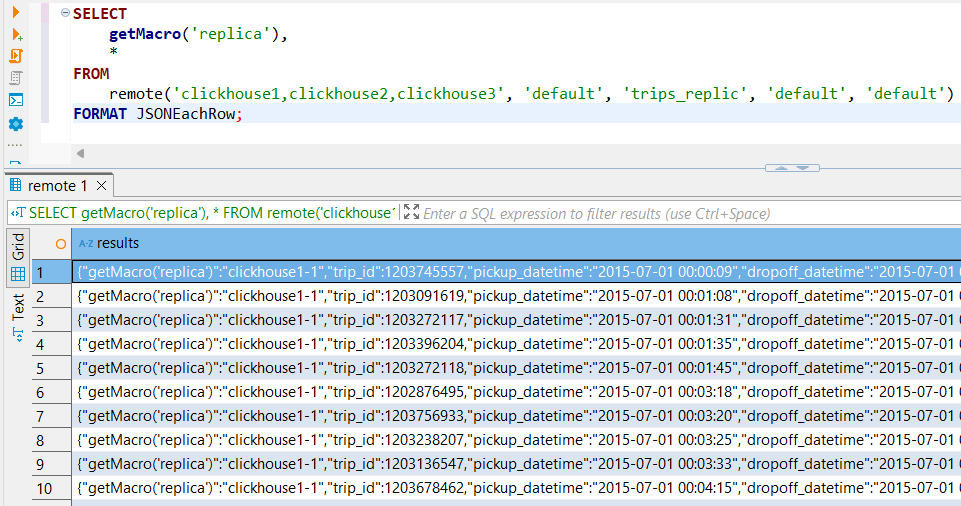 SELECT
getMacro('replica'),
*
FROM
remote('clickhouse1,clickhouse2,clickhouse3', 'default', 'trips_replic', 'default', 'default')
FORMAT JSONEachRow;
remote 1
SELECT getMacro('replica'), * FROM remote('clickhouse1 Enter a SQL expression to filter results (use Ctrl+Space)
Grid
Text
A-Z results
1 {"getMacro('replica')":"clickhouse1-1","trip_id":1203745557,"pickup_datetime":"2015-07-01 00:00:09","dropoff_datetime":"2015-07-01
2 {"getMacro('replica')":"clickhouse1-1","trip_id":1203091619,"pickup_datetime":"2015-07-01 00:01:08","dropoff_datetime":"2015-07-01
3 {"getMacro('replica')":"clickhouse1-1","trip_id":1203272117,"pickup_datetime":"2015-07-01 00:01:31","dropoff_datetime":"2015-07-01
4 {"getMacro('replica')":"clickhouse1-1","trip_id":1203396204,"pickup_datetime":"2015-07-01 00:01:35","dropoff_datetime":"2015-07-01
5 {"getMacro('replica')":"clickhouse1-1","trip_id":1203272118,"pickup_datetime":"2015-07-01 00:01:45","dropoff_datetime":"2015-07-01
6 {"getMacro('replica')":"clickhouse1-1","trip_id":1202876495,"pickup_datetime":"2015-07-01 00:03:18","dropoff_datetime":"2015-07-01
7 {"getMacro('replica')":"clickhouse1-1","trip_id":1203756933,"pickup_datetime":"2015-07-01 00:03:20","dropoff_datetime":"2015-07-01
8 {"getMacro('replica')":"clickhouse1-1","trip_id":1203238207,"pickup_datetime":"2015-07-01 00:03:25","dropoff_datetime":"2015-07-01
9 {"getMacro('replica')":"clickhouse1-1","trip_id":1203136547,"pickup_datetime":"2015-07-01 00:03:33","dropoff_datetime":"2015-07-01
10 {"getMacro('replica')":"clickhouse1-1","trip_id":1203678462,"pickup_datetime":"2015-07-01 00:04:15","dropoff_datetime":"2015-07-01